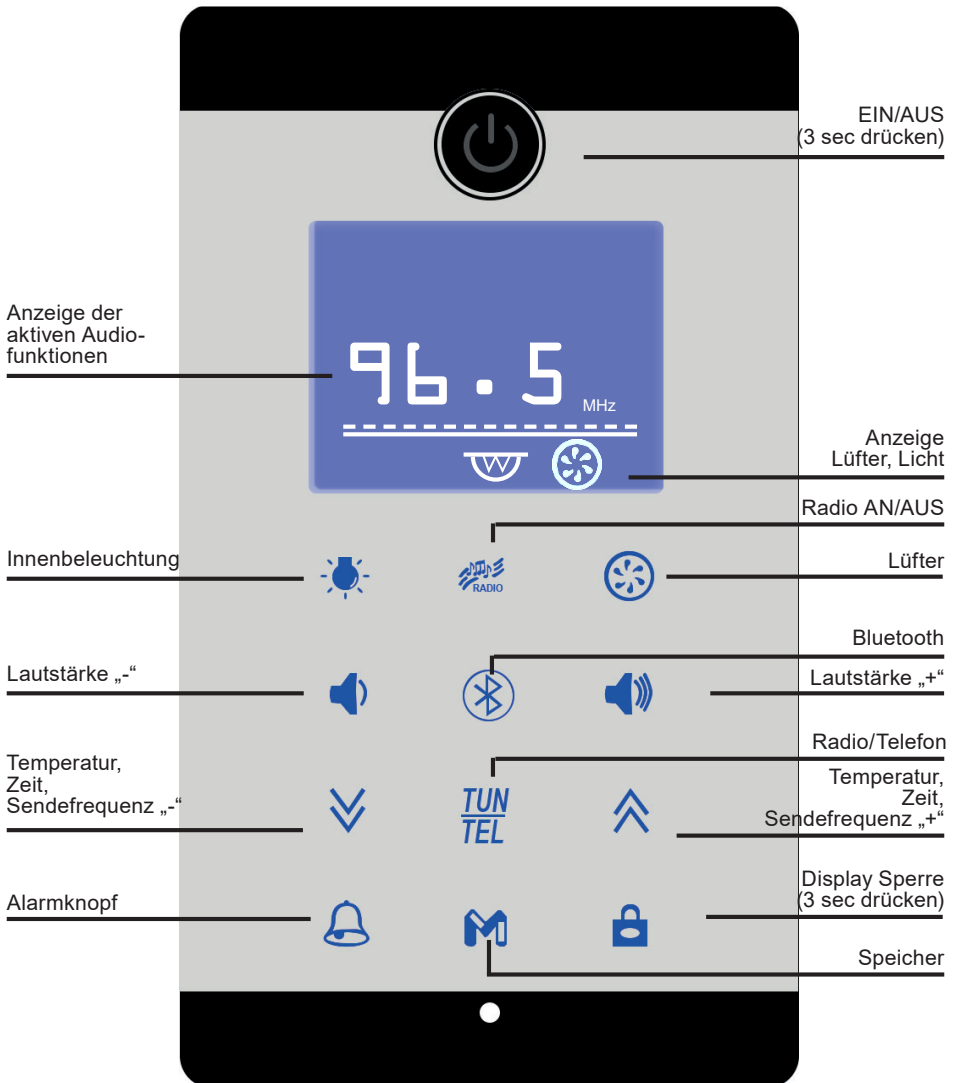 EIN/AUS
(3 sec drücken)
Anzeige der
aktiven Audio-
funktionen
96.5
MHz
Anzeige
Lüfter, Licht
Radio AN/AUS
Innenbeleuchtung
RADIO
Lüfter
Bluetooth
Lautstärke „-“
Lautstärke „+“
Radio/Telefon
Temperatur,
Zeit,
Sendefrequenz „-“
TUN
TEL
Temperatur,
Zeit,
Sendefrequenz „+“
Alarmknopf
M
Display Sperre
(3 sec drücken)
Speicher